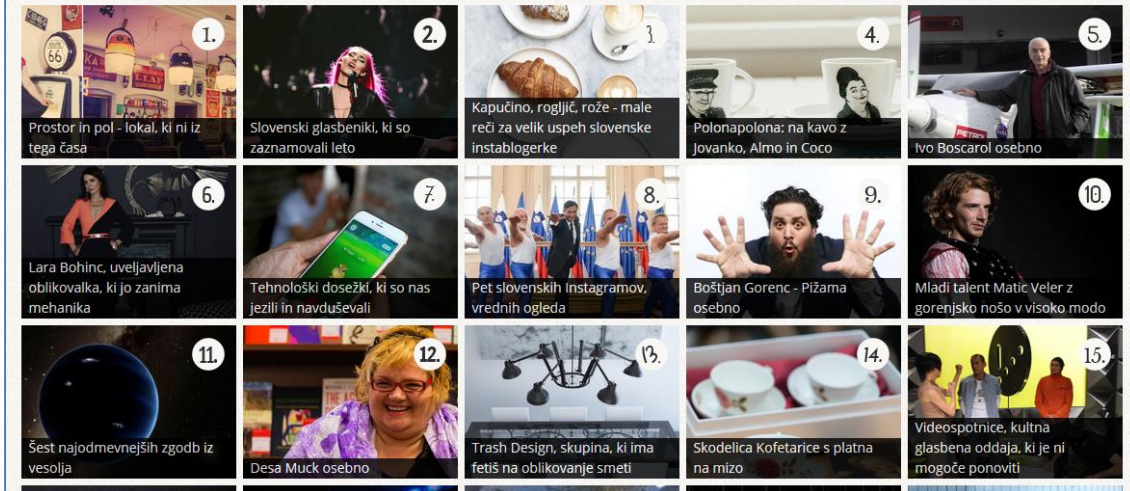 1.
ROUTE
66
Prostor in pol - lokal, ki ni iz
tega časa
2.
Slovenski glasbeniki, ki so
zaznamovali leto
3.
Kapučino, rogljič, rože - male
reči za velik uspeh slovenske
instablogerke
4.
Polonapolona: na kavo z
Jovanko, Almo in Coco
5.
PETROL
Ivo Boscarol osebno
6.
Lara Bohinc, uveljavljena
oblikovalka, ki jo zanima
mehanika
7.
Tehnološki dosežki, ki so nas
jezili in navduševali
8.
Pet slovenskih Instagramov,
vrednih ogleda
9.
Boštjan Gorenc - Pižama
osebno
10.
Mladi talent Matic Veler z
gorenjsko nošo v visoko modo
11.
Šest najodmevnejših zgodb iz
vesolja
12.
Desa Muck osebno
13.
Trash Design, skupina, ki ima
fetiš na oblikovanje smeti
14.
Skodelica Kofetarice s platna
na mizo
15.
Videospotnice, kultna
glasbena oddaja, ki je ni
mogoče ponoviti